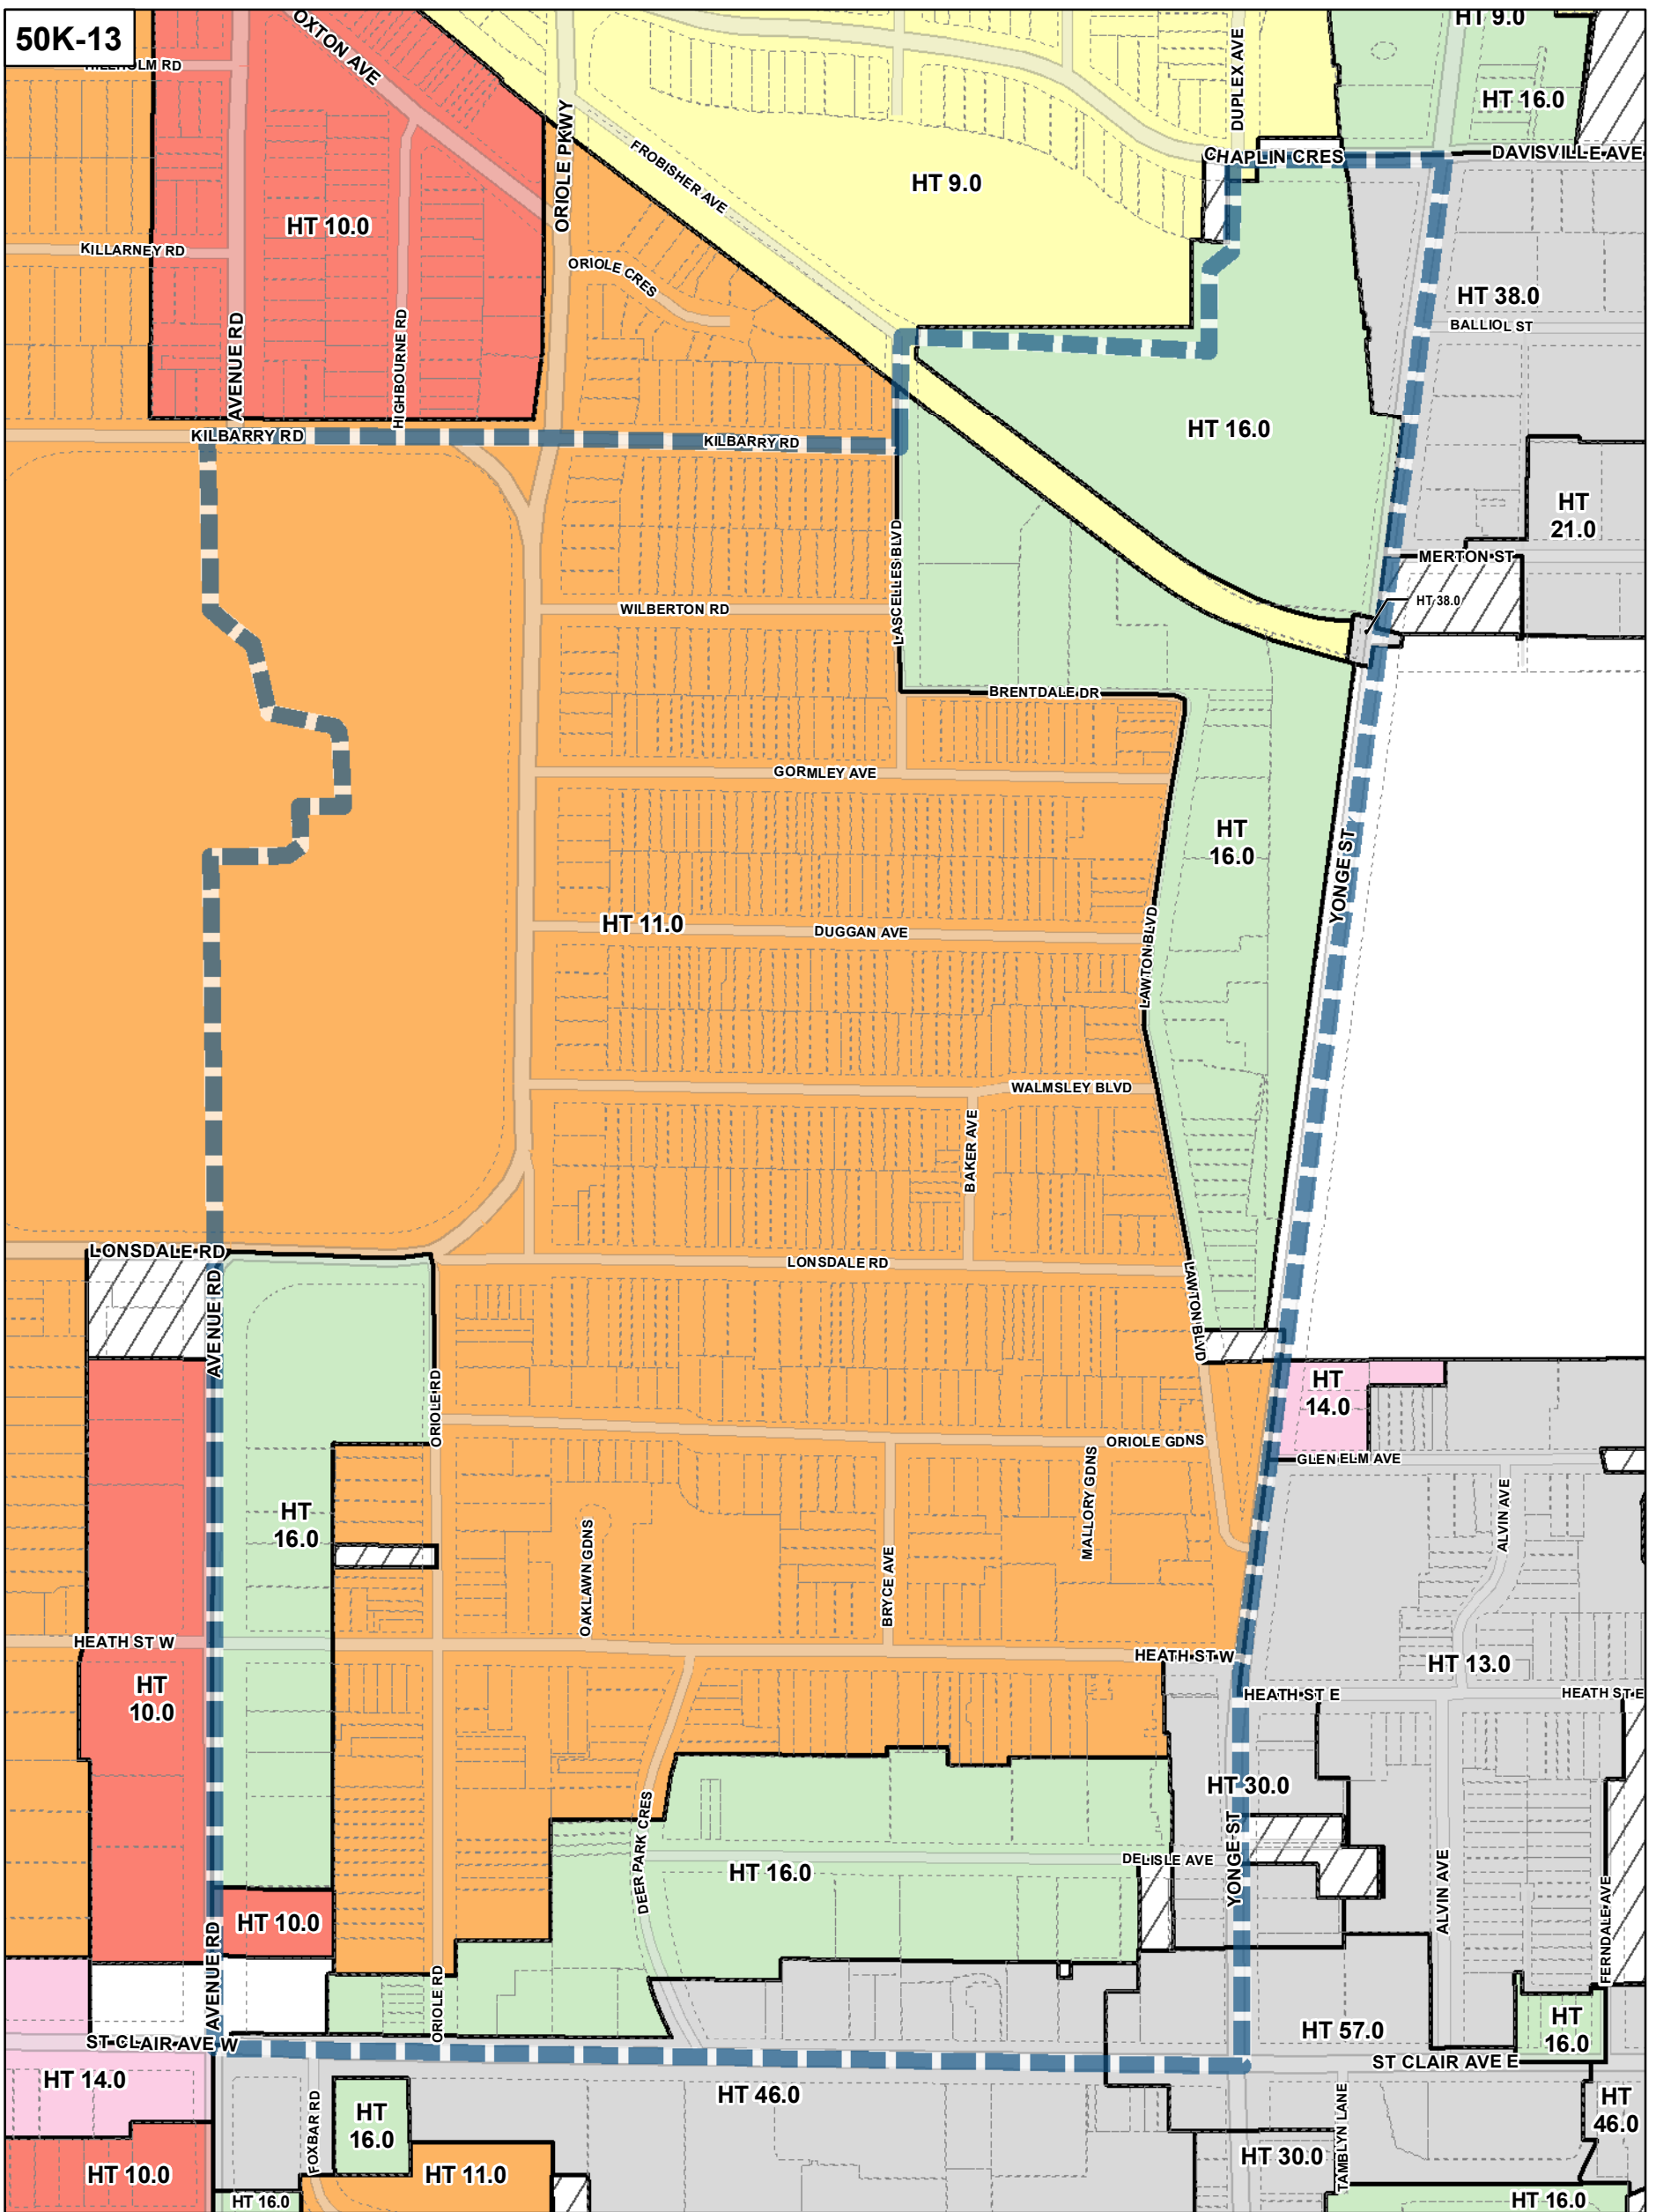 50K-13
HT 9.0
HILLHOLM RD
OXTON AVE
DUPLEX AVE
HT 16.0
ORIOLE PKWY
FROBISHER AVE
CHAPLIN CRES
DAVISVILLE AVE
HT 9.0
HT 10.0
KILLARNEY RD
ORIOLE CRES
HT 38.0
BALLIOL ST
AVENUE RD
HIGHBOURNE RD
KILBARRY RD
KILBARRY RD
HT 16.0
HT
21.0
MERTON ST
LASCELLES BLVD
WILBERTON RD
HT 38.0
BRENTDALE DR
GORMLEY AVE
HT
16.0
YONGE ST
HT 11.0
DUGGAN AVE
LAWTON BLVD
WALMSLEY BLVD
BAKER AVE
LONSDALE RD
LONSDALE RD
AVENUE RD
LAWTON BLVD
HT
14.0
ORIOLE RD
ORIOLE GDNS
GLEN ELM AVE
MALLORY GDNS
HT
16.0
OAKLAWN GDNS
BRYCE AVE
ALVIN AVE
HEATH ST W
HEATH ST W
HT 13.0
HT
10.0
HEATH ST E
HEATH ST E
HT 30.0
DEER PARK CRES
HT 16.0
DELISLE AVE
YONGE ST
ALVIN AVE
FERNDALE AVE
HT 10.0
AVENUE RD
ORIOLE RD
HT 57.0
HT
16.0
ST CLAIR AVE W
ST CLAIR AVE E
HT 14.0
HT 46.0
FOXBAR RD
HT
16.0
TAMBLYN LANE
HT
46.0
HT 10.0
HT 11.0
HT 30.0
HT 16.0
HT 16.0